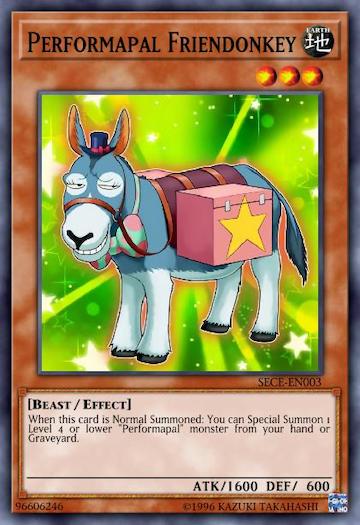 PERFORMAPAL FRIENDONKEY
EARTH
地
SECE-EN003
[BEAST / EFFECT]
When this card is Normal Summoned: You can Special Summon 1
Level 4 or lower "Performapal" monster from your hand or
Graveyard.
ATK/1600 DEF/ 600
96606246
©1996 KAZUKI TAKAHASHI